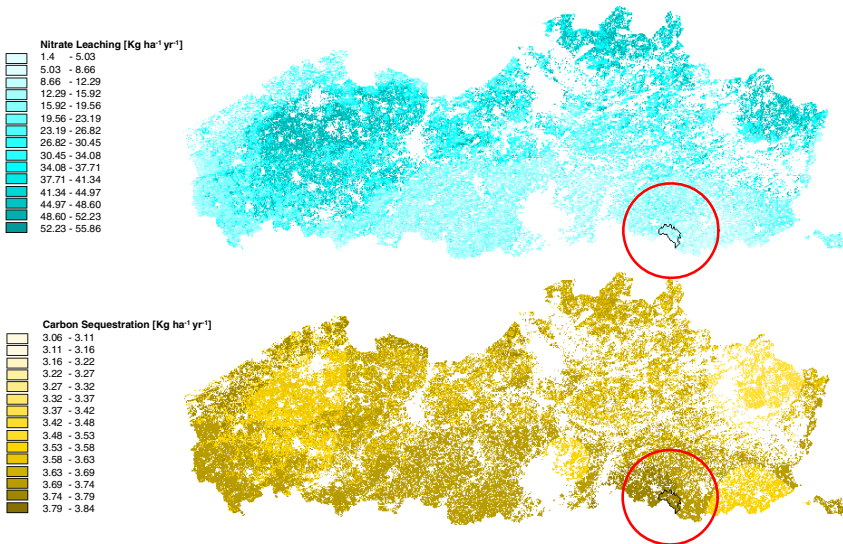 Nitrate Leaching [Kg ha⁻¹ yr⁻¹]
1.4 - 5.03
5.03 - 8.66
8.66 - 12.29
12.29 - 15.92
15.92 - 19.56
19.56 - 23.19
23.19 - 26.82
26.82 - 30.45
30.45 - 34.08
34.08 - 37.71
37.71 - 41.34
41.34 - 44.97
44.97 - 48.60
48.60 - 52.23
52.23 - 55.86
Carbon Sequestration [Kg ha⁻¹ yr⁻¹]
3.06 - 3.11
3.11 - 3.16
3.16 - 3.22
3.22 - 3.27
3.27 - 3.32
3.32 - 3.37
3.37 - 3.42
3.42 - 3.48
3.48 - 3.53
3.53 - 3.58
3.58 - 3.63
3.63 - 3.69
3.69 - 3.74
3.74 - 3.79
3.79 - 3.84